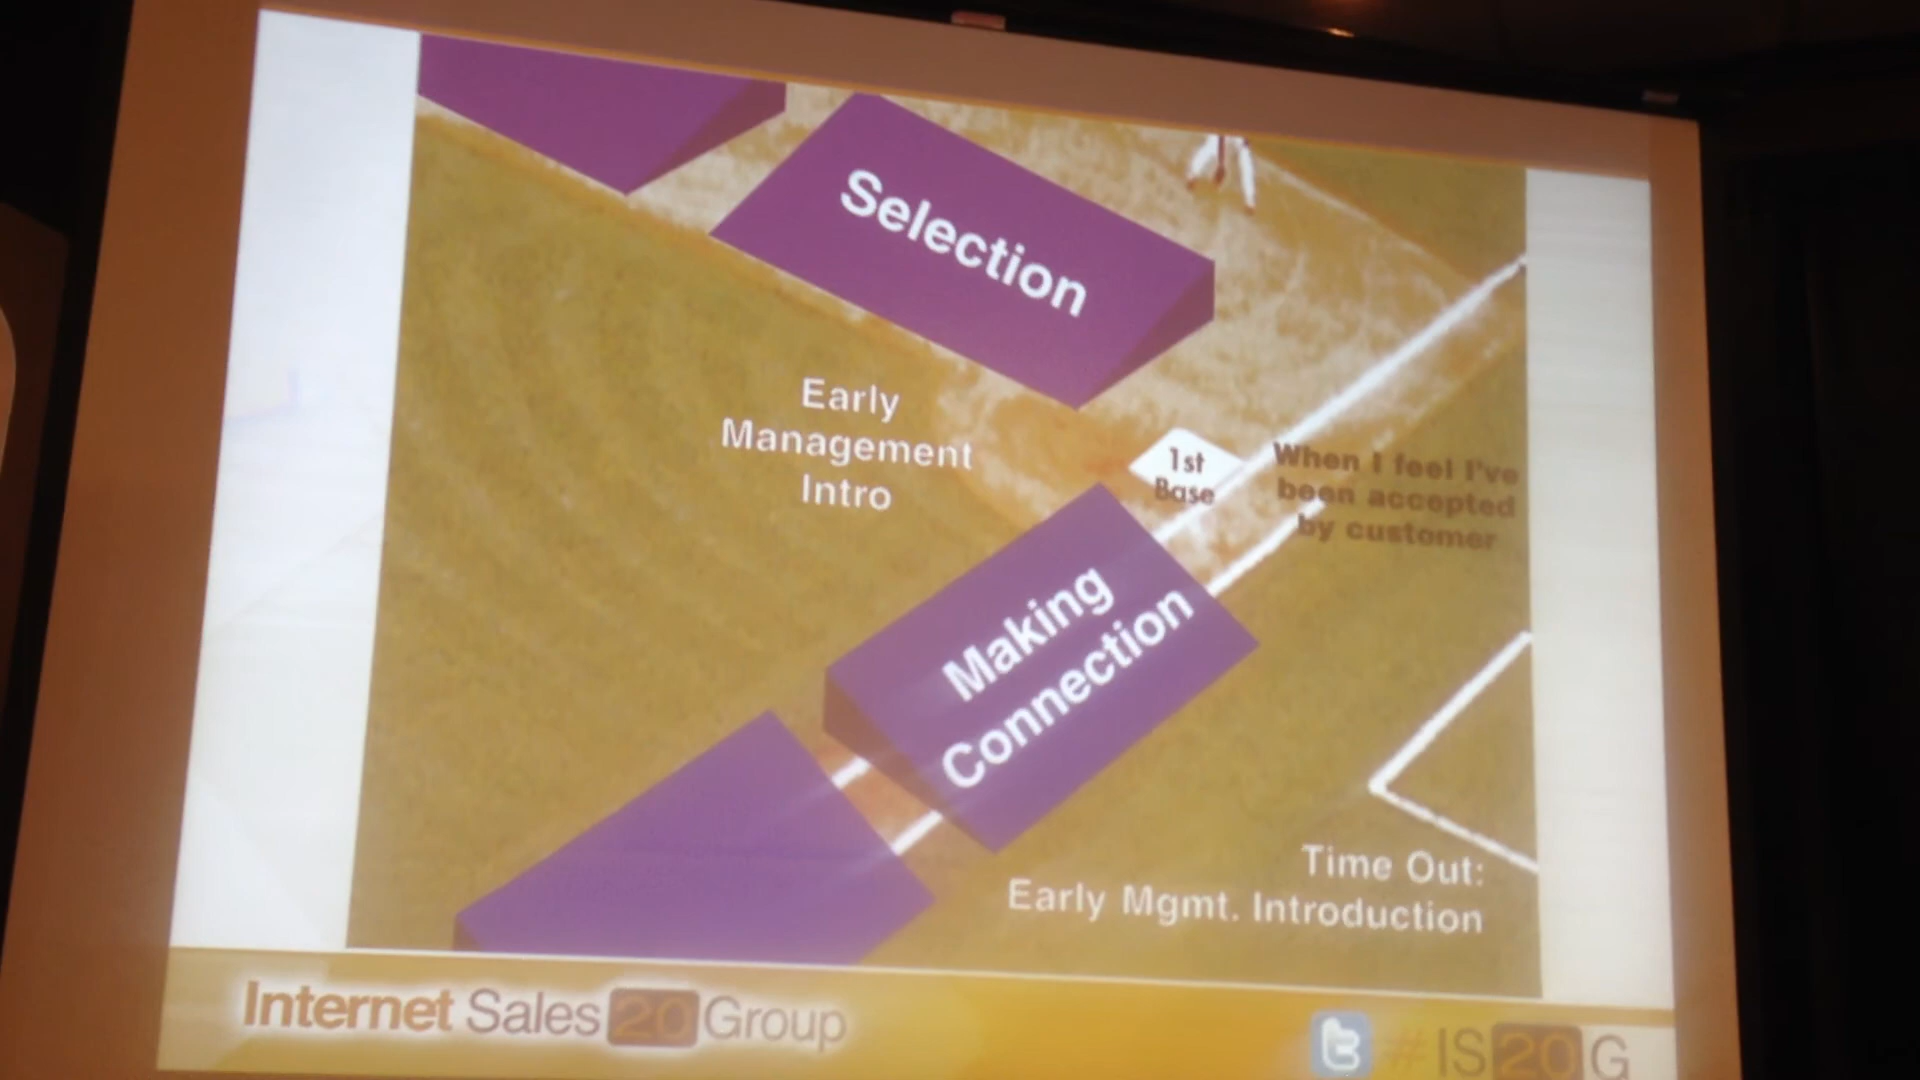 Selection
Early
Management
Intro
1st
Base
When I feel I've
been accepted
by customer
Making
Connection
Time Out:
Early Mgmt. Introduction
Internet Sales 20 Group
#IS20G